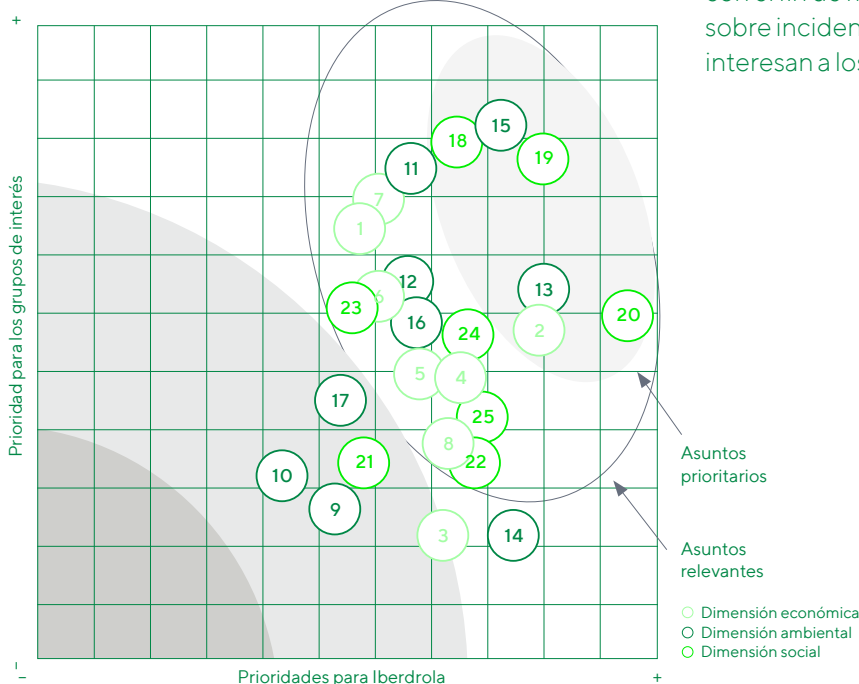 sobre inciden
interesan a los
+
Prioridad para los grupos de interés
15
18
19
11
7
1
12
13
6
23
20
16
24
2
5
4
17
25
8
21
22
10
9
3
14
Asuntos
prioritarios
Asuntos
relevantes
Dimensión económica
Dimensión ambiental
Dimensión social
–
–
Prioridades para Iberdrola
+